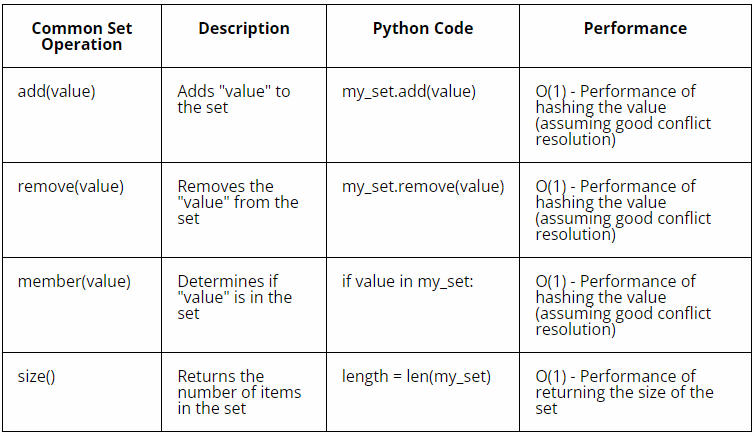 Common Set
Operation
Description
Python Code
Performance
add(value)
Adds "value" to
the set
my_set.add(value)
O(1) - Performance of
hashing the value
(assuming good conflict
resolution)
remove(value)
Removes the
"value" from the
set
my_set.remove(value)
O(1) - Performance of
hashing the value
(assuming good conflict
resolution)
member(value)
Determines if
"value" is in the
set
if value in my_set:
O(1) - Performance of
hashing the value
(assuming good conflict
resolution)
size()
Returns the
number of items
in the set
length = len(my_set)
O(1) - Performance of
returning the size of the
set